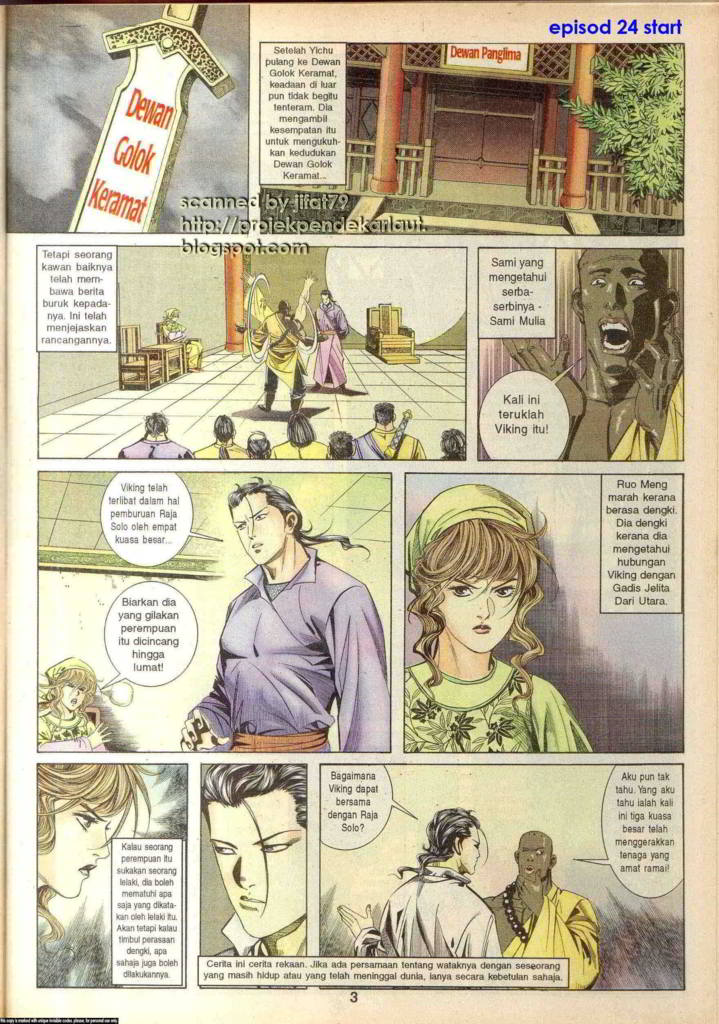 episod 24 start
Dewan
Golok
Keramat
Setelah Yichu
pulang ke Dewan
Golok Keramat,
keadaan di luar
pun tidak begitu
tenteram. Dia
mengambil
kesempatan itu
untuk mengukuh-
kan kedudukan
Dewan Golok
Keramat...
Dewan Panglima
scanned by jifat79
http://projekpendekarlaut.
blogspot.com
Tetapi seorang
kawan baiknya
telah mem-
bawa berita
buruk kepada-
nya. Ini telah
menjejaskan
rancangannya.
Sami yang
mengetahui
serba-
serbinya -
Sami Mulia
Kali ini
teruklah
Viking itu!
Viking telah
terlibat dalam hal
pemburuan Raja
Solo oleh empat
kuasa besar...
Biarkan dia
yang gilakan
perempuan
itu dicincang
hingga
lumat!
Ruo Meng
marah kerana
berasa dengki.
Dia dengki
kerana dia
mengetahui
hubungan
Viking dengan
Gadis Jelita
Dari Utara.
Kalau seorang
perempuan itu
sukakan seorang
lelaki, dia boleh
mematuhi apa
saja yang dikata-
kan oleh lelaki itu.
Akan tetapi kalau
timbul perasaan
dengki, apa
sahaja juga boleh
dilakukannya.
Bagaimana
Viking dapat
bersama
dengan Raja
Solo?
Aku pun tak
tahu. Yang aku
tahu ialah kali
ini tiga kuasa
besar telah
menggerakkan
tenaga yang
amat ramai!
Cerita ini cerita rekaan. Jika ada persamaan tentang wataknya dengan seseorang
yang masih hidup atau yang telah meninggal dunia, ianya secara kebetulan sahaja.
3